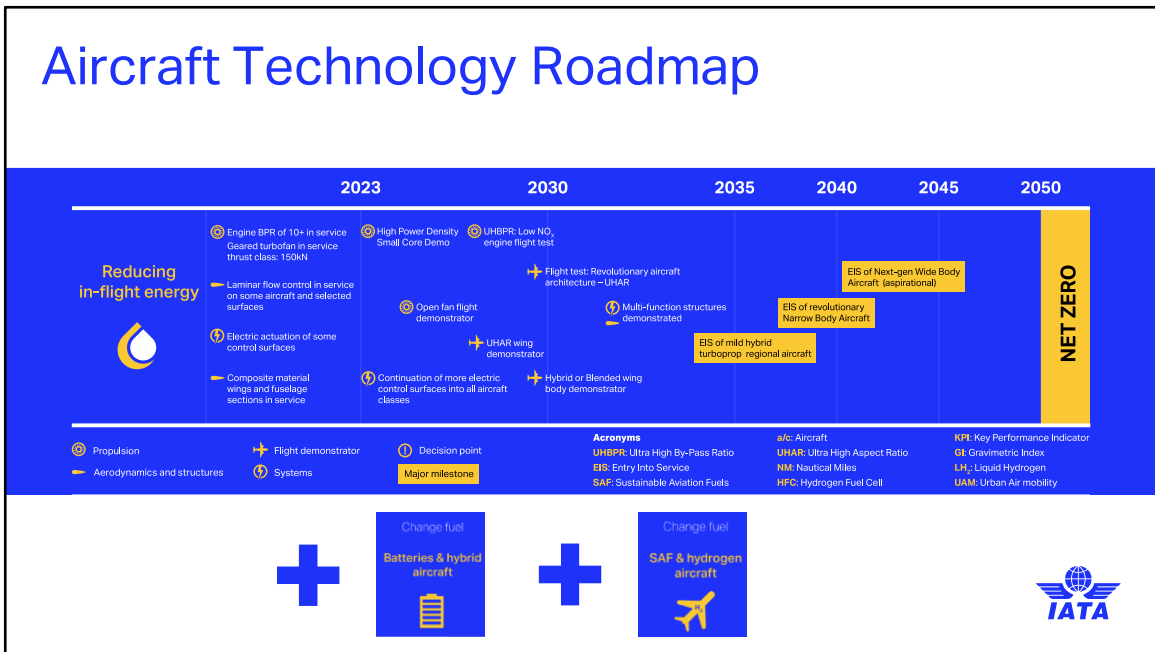 Aircraft Technology Roadmap
2023
2030
2035
2040
2045
2050
Reducing
in-flight energy
Engine BPR of 10+ in service
Geared turbofan in service
thrust class: 150kN
Laminar flow control in service
on some aircraft and selected
surfaces
Electric actuation of some
control surfaces
Composite material
wings and fuselage
sections in service
High Power Density
Small Core Demo
Open fan flight
demonstrator
Continuation of more electric
control surfaces into all aircraft
classes
UHBPR: Low NOx
engine flight test
UHAR wing
demonstrator
Flight test: Revolutionary aircraft
architecture – UHAR
Hybrid or Blended wing
body demonstrator
Multi-function structures
demonstrated
EIS of mild hybrid
turboprop regional aircraft
EIS of revolutionary
Narrow Body Aircraft
EIS of Next-gen Wide Body
Aircraft (aspirational)
NET ZERO
Propulsion
Aerodynamics and structures
Flight demonstrator
Systems
Decision point
Major milestone
Acronyms
UHBPR: Ultra High By-Pass Ratio
EIS: Entry Into Service
SAF: Sustainable Aviation Fuels
a/c: Aircraft
UHAR: Ultra High Aspect Ratio
NM: Nautical Miles
HFC: Hydrogen Fuel Cell
KPI: Key Performance Indicator
GI: Gravimetric Index
LH2: Liquid Hydrogen
UAM: Urban Air mobility
Change fuel
Batteries & hybrid
aircraft
Change fuel
SAF & hydrogen
aircraft
H2
IATA